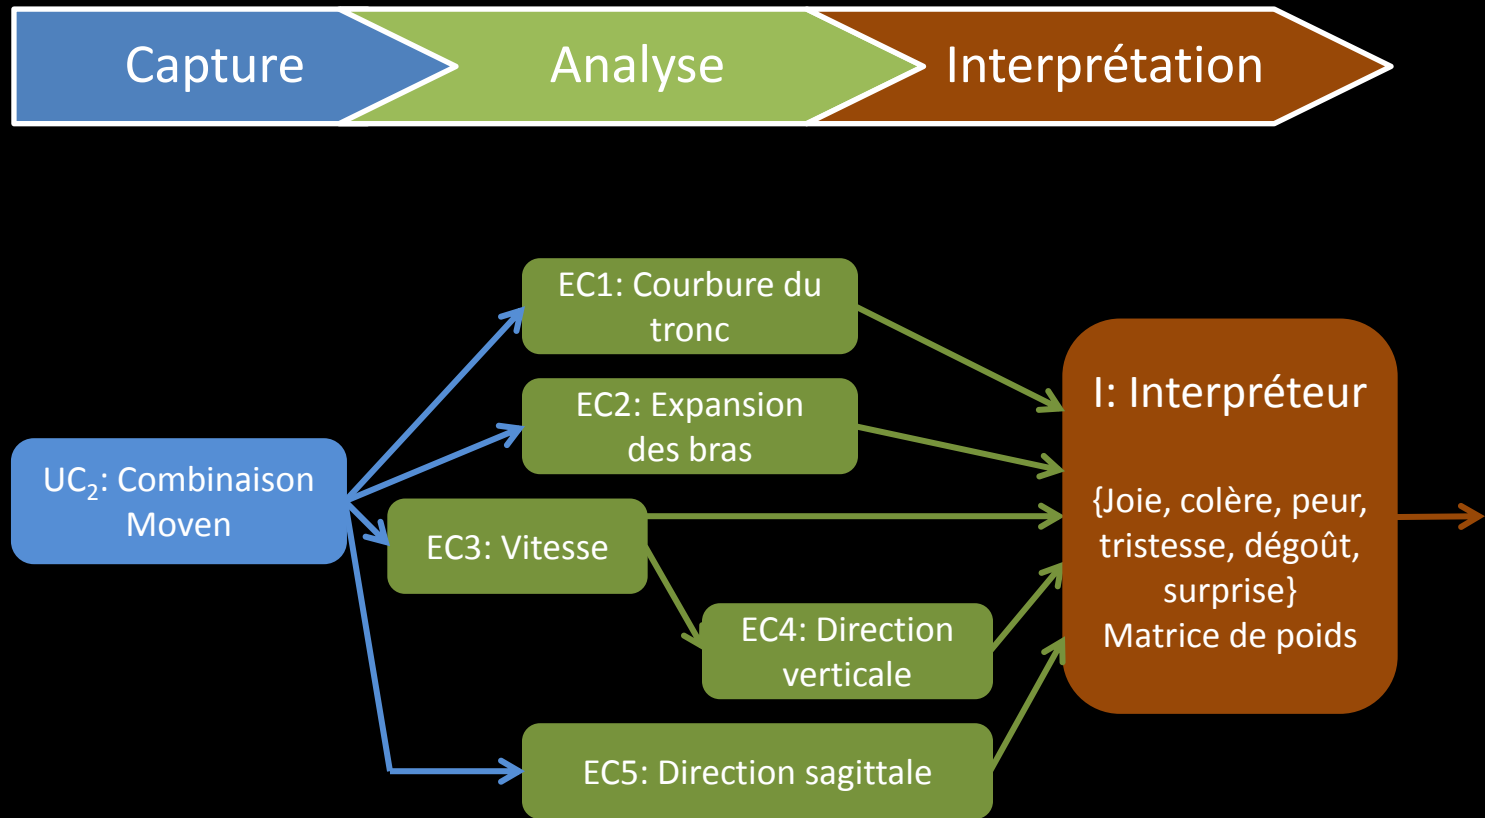 Capture
Analyse
Interprétation
EC1: Courbure du
tronc
EC2: Expansion
des bras
UC₂: Combinaison
Moven
EC3: Vitesse
EC4: Direction
verticale
EC5: Direction sagittale
I: Interpréteur
{Joie, colère, peur,
tristesse, dégoût,
surprise}
Matrice de poids